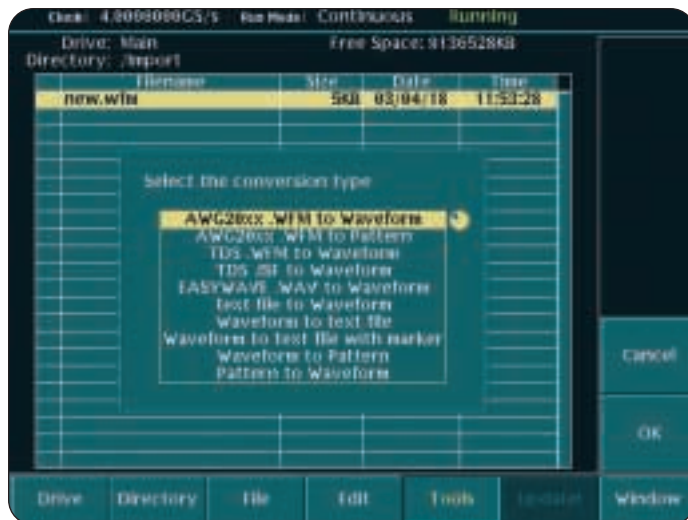 Clock: 4.0000000GS/s Run Mode: Continuous Running
Drive: Main Free Space: 9136528KB
Directory: /Import
Filename Size Date Time
new.wfm 5KB 03/04/18 11:53:28
Select the conversion type
AWG20xx .WFM to Waveform
AWG20xx .WFM to Pattern
TDS .WFM to Waveform
TDS .ISF to Waveform
EASYWAVE .WAV to Waveform
text file to Waveform
Waveform to text file
Waveform to text file with marker
Waveform to Pattern
Pattern to Waveform
Cancel
OK
Drive Directory File Edit Tools Update! Window